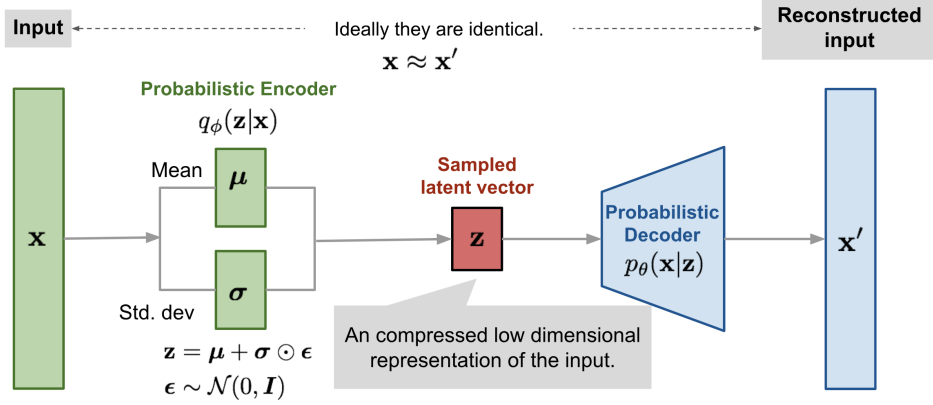 Input
Ideally they are identical.
x ≈ x′
Reconstructed
input
Probabilistic Encoder
qϕ(z|x)
Mean
μ
x
σ
Std. dev
z = μ + σ ⊙ ϵ
ϵ ∼ 𝒩(0, I)
Sampled
latent vector
z
An compressed low dimensional
representation of the input.
Probabilistic
Decoder
pθ(x|z)
x′